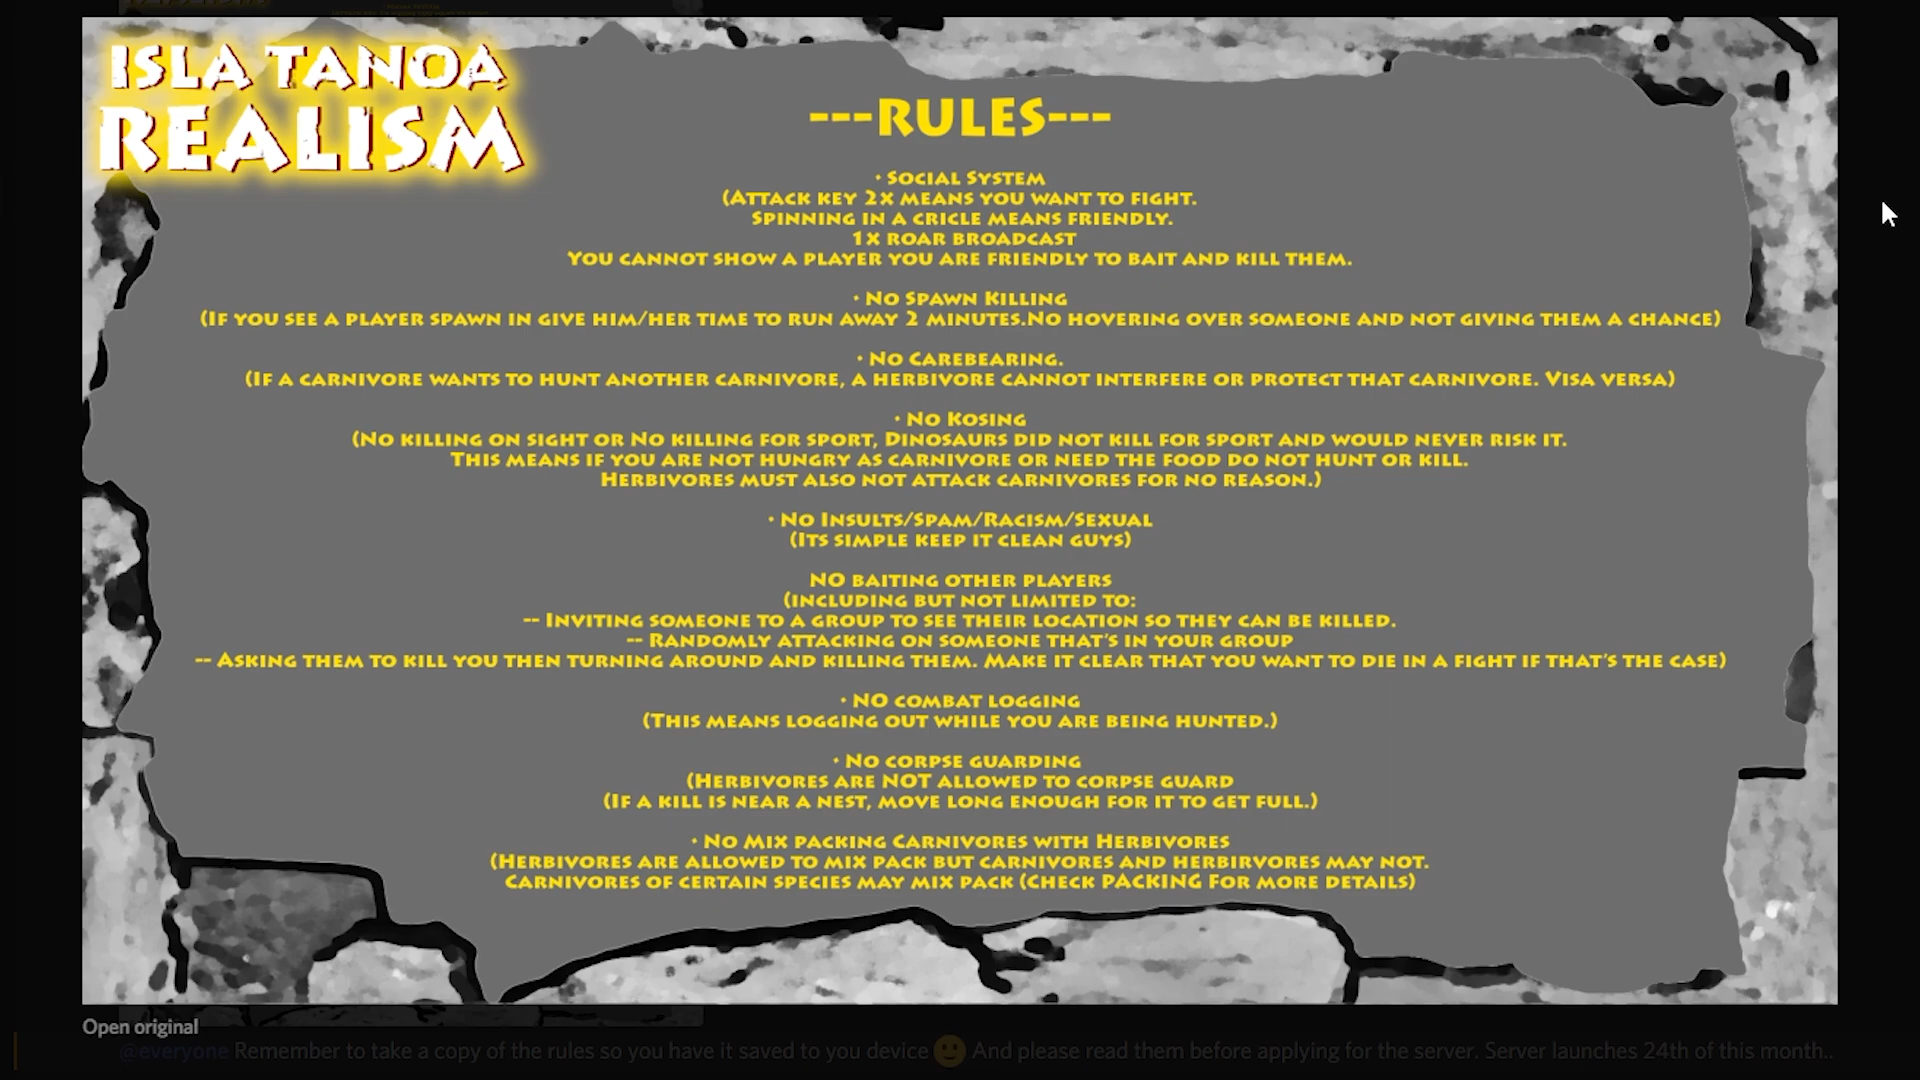 ISLA TANOA
REALISM
---RULES---
· Social System
(Attack key 2x means you want to fight.
Spinning in a cricle means friendly.
1x roar broadcast
You cannot show a player you are friendly to bait and kill them.
· No Spawn Killing
(If you see a player spawn in give him/her time to run away 2 minutes.No hovering over someone and not giving them a chance)
· No Carebearing.
(If a carnivore wants to hunt another carnivore, a herbivore cannot interfere or protect that carnivore. Visa versa)
· No Kosing
(No killing on sight or No killing for sport, Dinosaurs did not kill for sport and would never risk it.
This means if you are not hungry as carnivore or need the food do not hunt or kill.
Herbivores must also not attack carnivores for no reason.)
· No Insults/Spam/Racism/Sexual
(Its simple keep it clean guys)
NO baiting other players
(including but not limited to:
-- Inviting someone to a group to see their location so they can be killed.
-- Randomly attacking on someone that's in your group
-- Asking them to kill you then turning around and killing them. Make it clear that you want to die in a fight if that's the case)
· NO combat logging
(This means logging out while you are being hunted.)
· No corpse guarding
(Herbivores are NOT allowed to corpse guard
(If a kill is near a nest, move long enough for it to get full.)
· No Mix packing Carnivores with Herbivores
(Herbivores are allowed to mix pack but carnivores and herbirvores may not.
Carnivores of certain species may mix pack (Check PACKING For more details)
Open original
@everyone Remember to take a copy of the rules so you have it saved to you device 🙂 And please read them before applying for the server. Server launches 24th of this month..